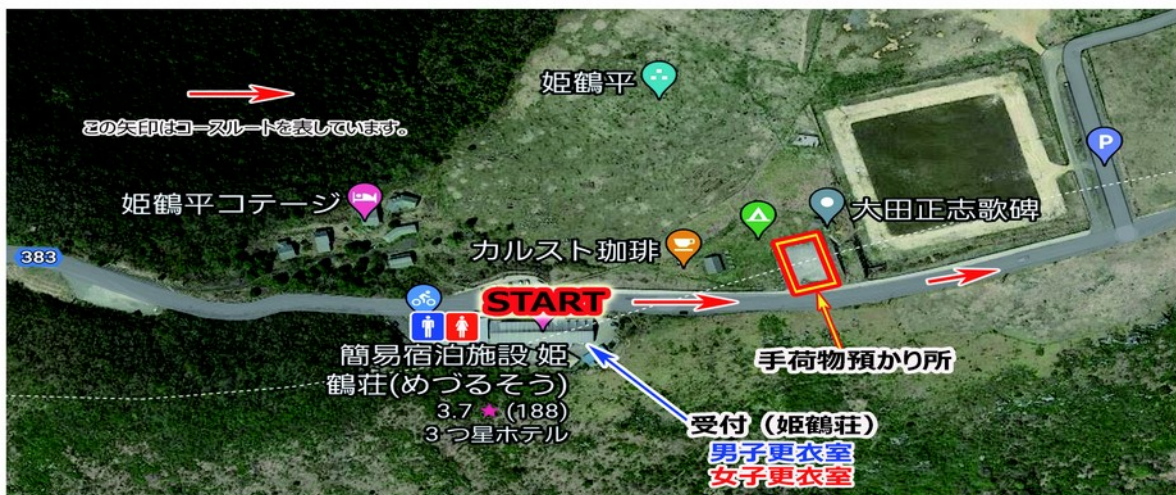 姫鶴平
この矢印はコースルートを表しています。
姫鶴平コテージ
大田正志歌碑
P
カルスト珈琲
383
START
簡易宿泊施設 姫
鶴荘(めづるそう)
3.7 ★ (188)
3 つ星ホテル
手荷物預かり所
受付（姫鶴荘）
男子更衣室
女子更衣室